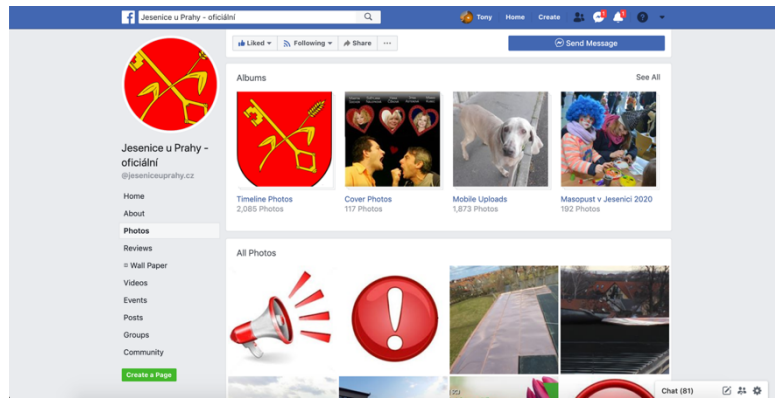 Jesenice u Prahy - oficiální
Tony
Home
Create
1
1
Liked
Following
Share
Send Message
Jesenice u Prahy -
oficiální
@jeseniceuprahy.cz
Home
About
Photos
Reviews
Wall Paper
Videos
Events
Posts
Groups
Community
Create a Page
Albums
See All
Timeline Photos
2,085 Photos
Cover Photos
117 Photos
Mobile Uploads
1,873 Photos
Masopust v Jesenici 2020
192 Photos
All Photos
Chat (81)